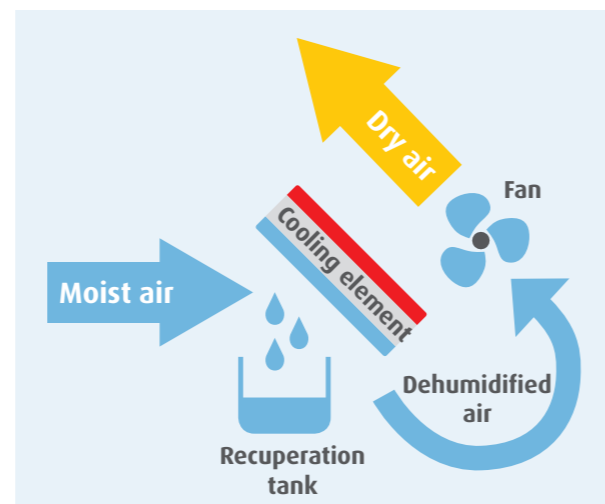 Dry air
Fan
Cooling element
Moist air
Dehumidified
air
Recuperation
tank